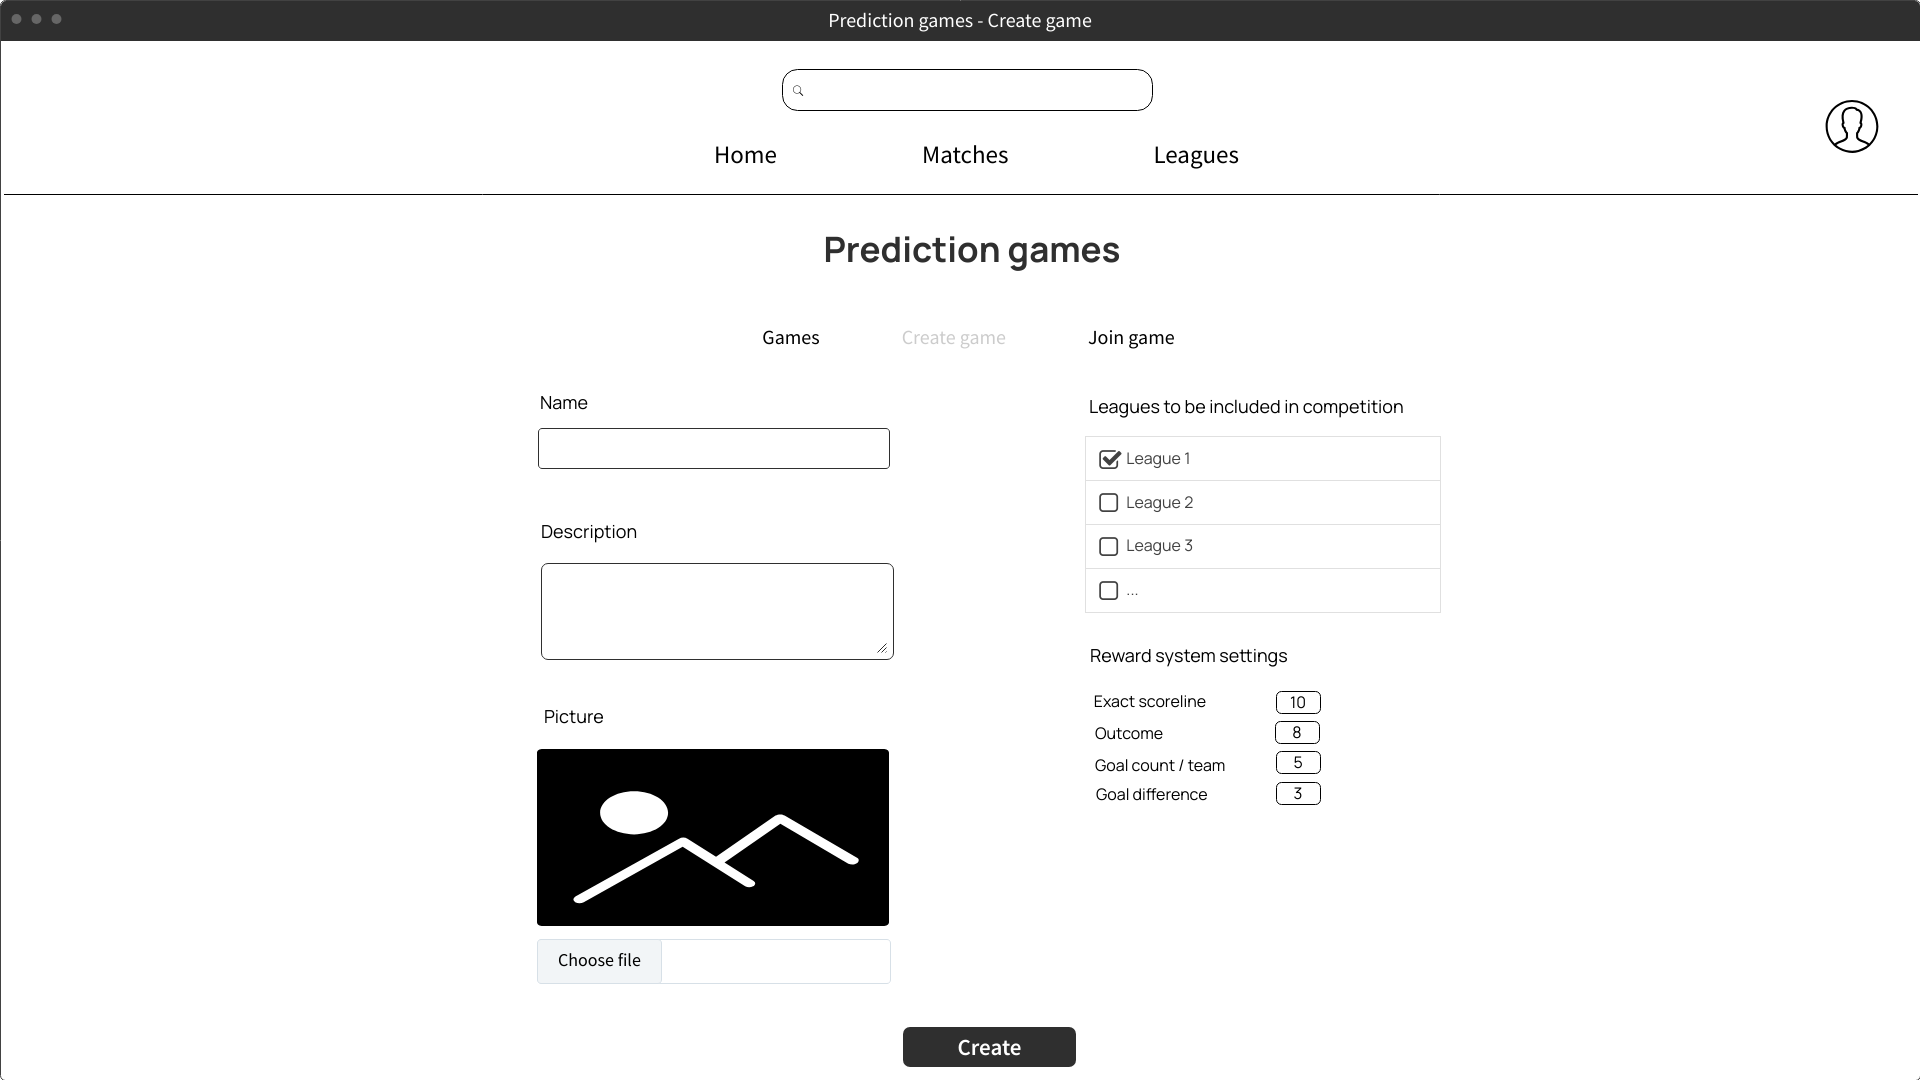 Prediction games - Create game
Home
Matches
Leagues
Prediction games
Games
Create game
Join game
Name
Description
Picture
Choose file
Leagues to be included in competition
League 1
League 2
League 3
...
Reward system settings
Exact scoreline 10
Outcome 8
Goal count / team 5
Goal difference 3
Create